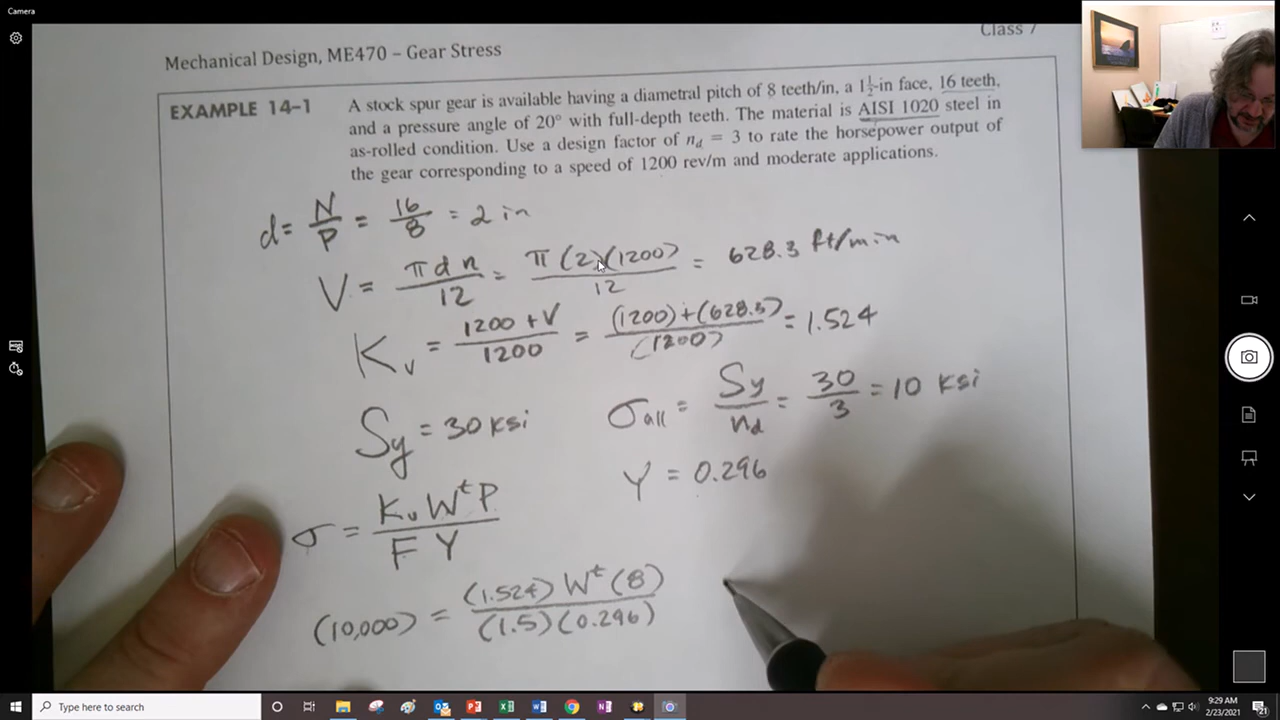 Camera
Class 7
Mechanical Design, ME470 – Gear Stress
EXAMPLE 14–1 A stock spur gear is available having a diametral pitch of 8 teeth/in, a 1½-in face, 16 teeth,
and a pressure angle of 20° with full-depth teeth. The material is AISI 1020 steel in
as-rolled condition. Use a design factor of n_d = 3 to rate the horsepower output of
the gear corresponding to a speed of 1200 rev/m and moderate applications.
d = N/P = 16/8 = 2 in
V = π d n/12 = π (2)(1200)/12 = 628.3 ft/min
K_v = 1200 + V/1200 = (1200)+(628.3)/(1200) = 1.524
S_y = 30 ksi σ_all = S_y/n_d = 30/3 = 10 ksi
Y = 0.296
σ = K_v W^t P/F Y
(10,000) = (1.524) W^t (8)/(1.5)(0.296)
Type here to search
9:29 AM
2/23/2021
21